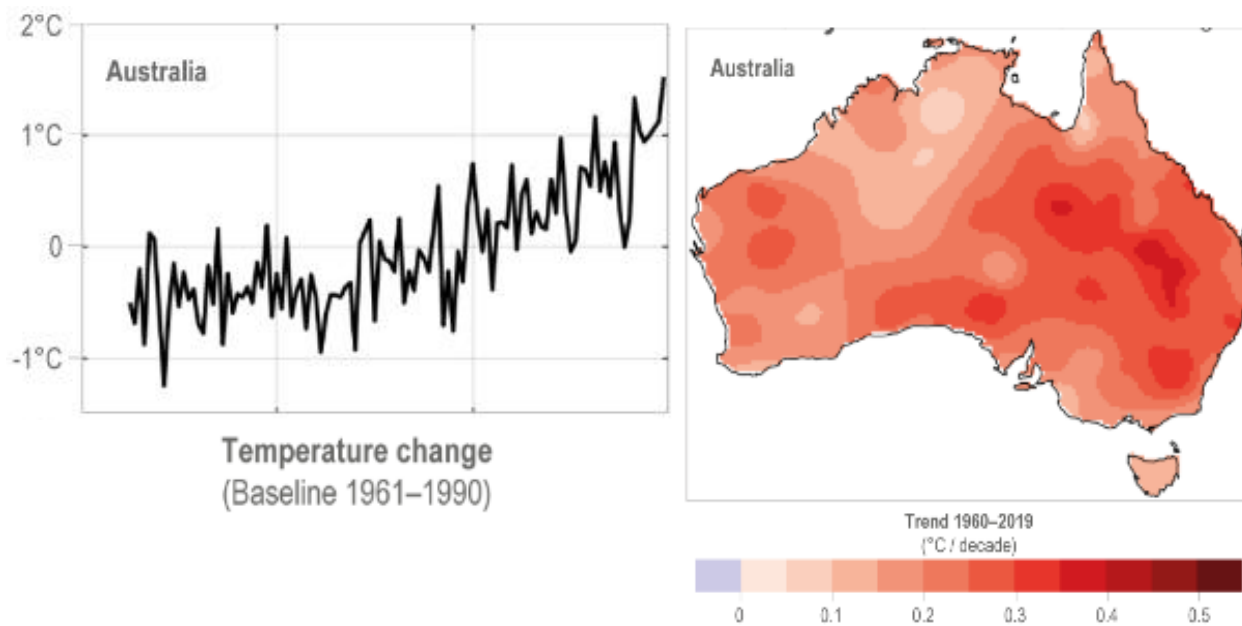 2°C
Australia
1°C
0
-1°C
Temperature change
(Baseline 1961–1990)
Australia
Trend 1960–2019
(°C / decade)
0 0.1 0.2 0.3 0.4 0.5